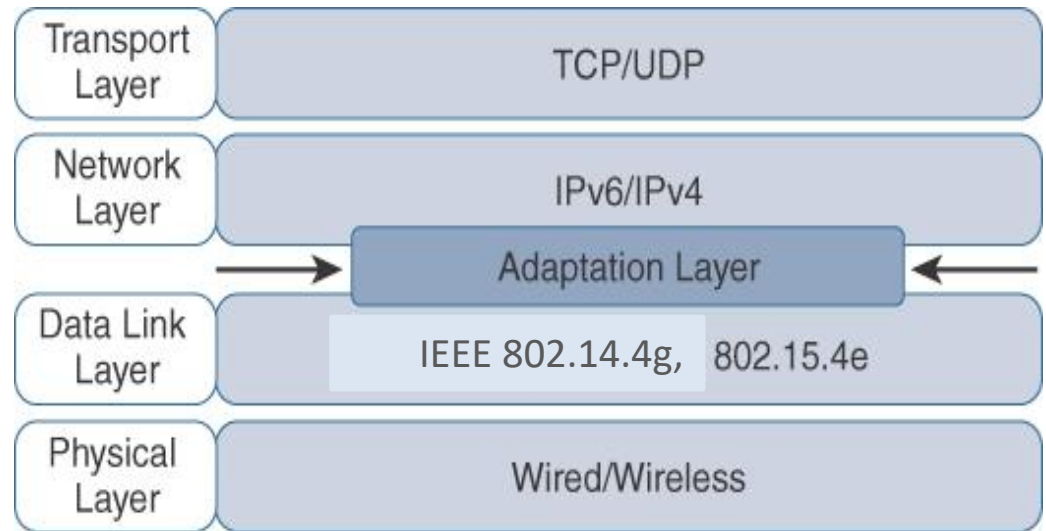 Transport
Layer
TCP/UDP
Network
Layer
IPv6/IPv4
Adaptation Layer
Data Link
Layer
IEEE 802.14.4g, 802.15.4e
Physical
Layer
Wired/Wireless